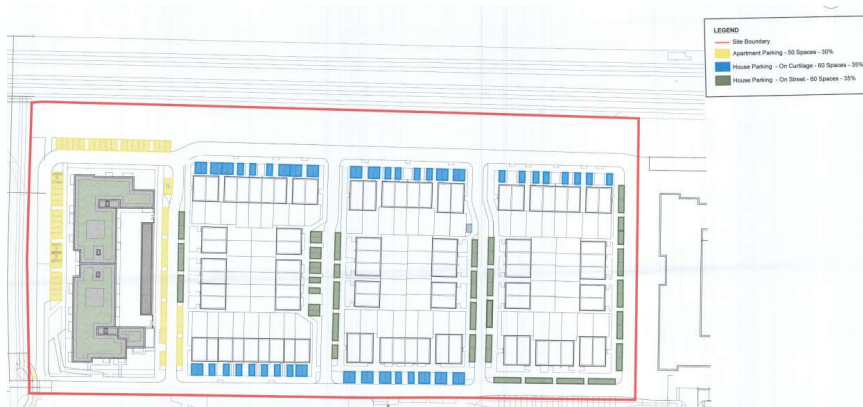 LEGEND
Site Boundary
Apartment Parking - 50 Spaces - 30%
House Parking - On Curtilage - 60 Spaces - 35%
House Parking - On Street - 60 Spaces - 35%